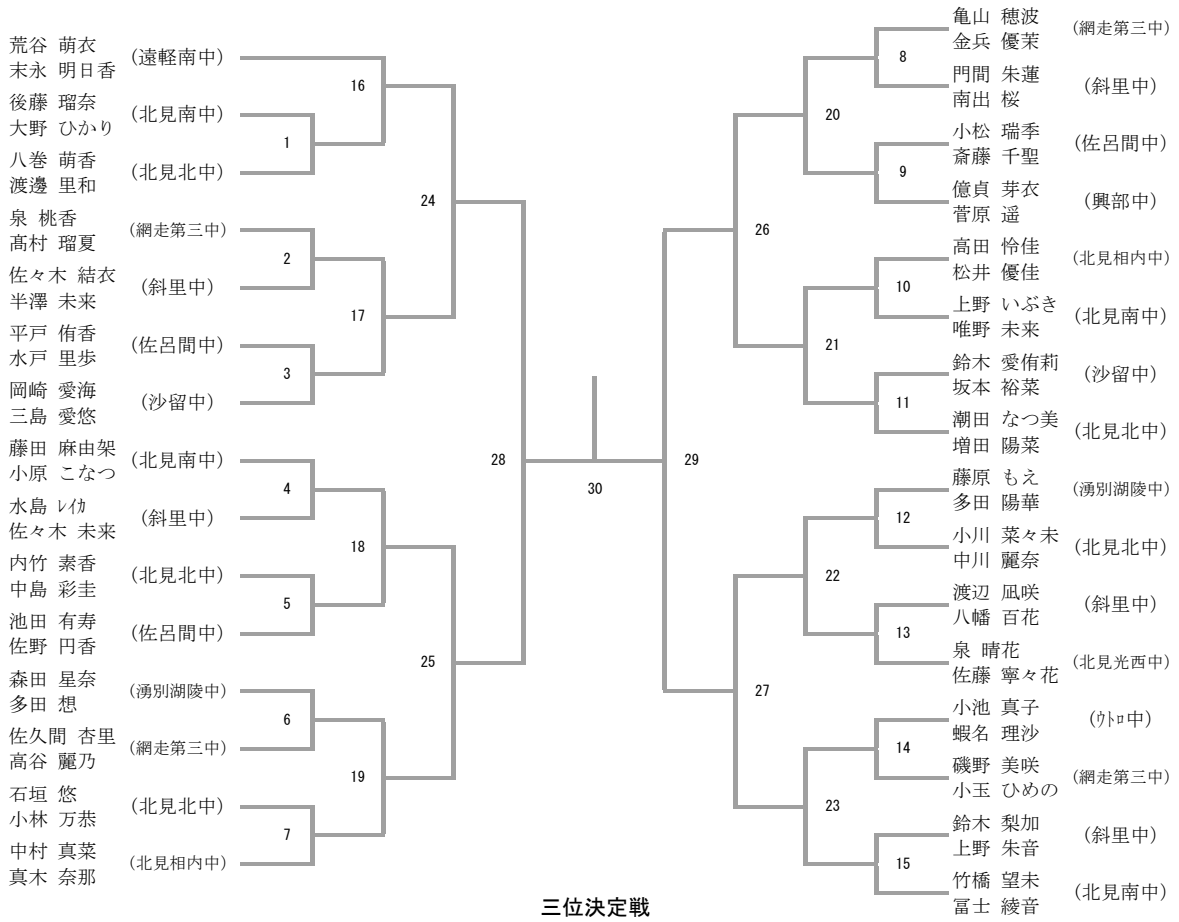 荒谷 萌衣
末永 明日香
(遠軽南中)
後藤 瑠奈
大野 ひかり
(北見南中)
八巻 萌香
渡邊 里和
(北見北中)
泉 桃香
髙村 瑠夏
(網走第三中)
佐々木 結衣
半澤 未来
(斜里中)
平戸 侑香
水戸 里歩
(佐呂間中)
岡崎 愛海
三島 愛悠
(沙留中)
藤田 麻由架
小原 こなつ
(北見南中)
水島 ﾚｲｶ
佐々木 未来
(斜里中)
内竹 素香
中島 彩圭
(北見北中)
池田 有寿
佐野 円香
(佐呂間中)
森田 星奈
多田 想
(湧別湖陵中)
佐久間 杏里
高谷 麗乃
(網走第三中)
石垣 悠
小林 万恭
(北見北中)
中村 真菜
真木 奈那
(北見相内中)
1
2
3
4
5
6
7
16
17
18
19
24
25
28
30
29
26
27
20
21
22
23
8
9
10
11
12
13
14
15
亀山 穂波
金兵 優茉
(網走第三中)
門間 朱蓮
南出 桜
(斜里中)
小松 瑞季
斎藤 千聖
(佐呂間中)
億貞 芽衣
菅原 遥
(興部中)
高田 怜佳
松井 優佳
(北見相内中)
上野 いぶき
唯野 未来
(北見南中)
鈴木 愛侑莉
坂本 裕菜
(沙留中)
潮田 なつ美
増田 陽菜
(北見北中)
藤原 もえ
多田 陽華
(湧別湖陵中)
小川 菜々未
中川 麗奈
(北見北中)
渡辺 凪咲
八幡 百花
(斜里中)
泉 晴花
佐藤 寧々花
(北見光西中)
小池 真子
蝦名 理沙
(ｳﾄﾛ中)
磯野 美咲
小玉 ひめの
(網走第三中)
鈴木 梨加
上野 朱音
(斜里中)
竹橋 望未
冨士 綾音
(北見南中)
三位決定戦